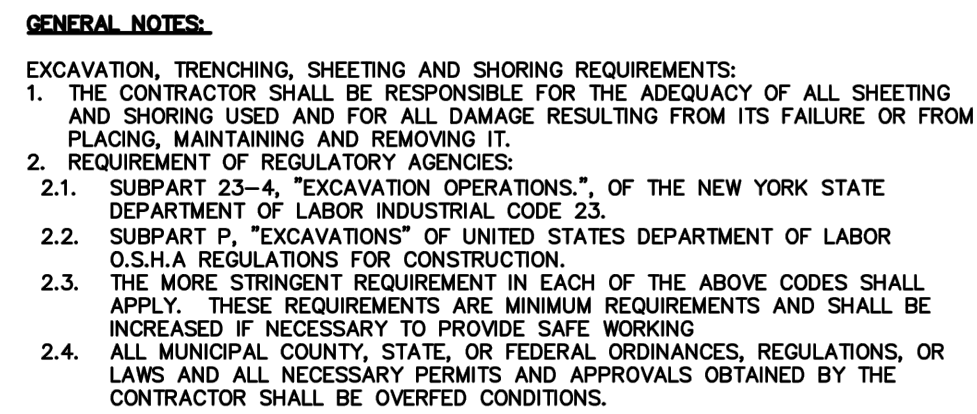 GENERAL NOTES:
EXCAVATION, TRENCHING, SHEETING AND SHORING REQUIREMENTS:
1. THE CONTRACTOR SHALL BE RESPONSIBLE FOR THE ADEQUACY OF ALL SHEETING
AND SHORING USED AND FOR ALL DAMAGE RESULTING FROM ITS FAILURE OR FROM
PLACING, MAINTAINING AND REMOVING IT.
2. REQUIREMENT OF REGULATORY AGENCIES:
2.1. SUBPART 23-4, "EXCAVATION OPERATIONS.", OF THE NEW YORK STATE
DEPARTMENT OF LABOR INDUSTRIAL CODE 23.
2.2. SUBPART P, "EXCAVATIONS" OF UNITED STATES DEPARTMENT OF LABOR
O.S.H.A REGULATIONS FOR CONSTRUCTION.
2.3. THE MORE STRINGENT REQUIREMENT IN EACH OF THE ABOVE CODES SHALL
APPLY. THESE REQUIREMENTS ARE MINIMUM REQUIREMENTS AND SHALL BE
INCREASED IF NECESSARY TO PROVIDE SAFE WORKING
2.4. ALL MUNICIPAL COUNTY, STATE, OR FEDERAL ORDINANCES, REGULATIONS, OR
LAWS AND ALL NECESSARY PERMITS AND APPROVALS OBTAINED BY THE
CONTRACTOR SHALL BE OVERFED CONDITIONS.